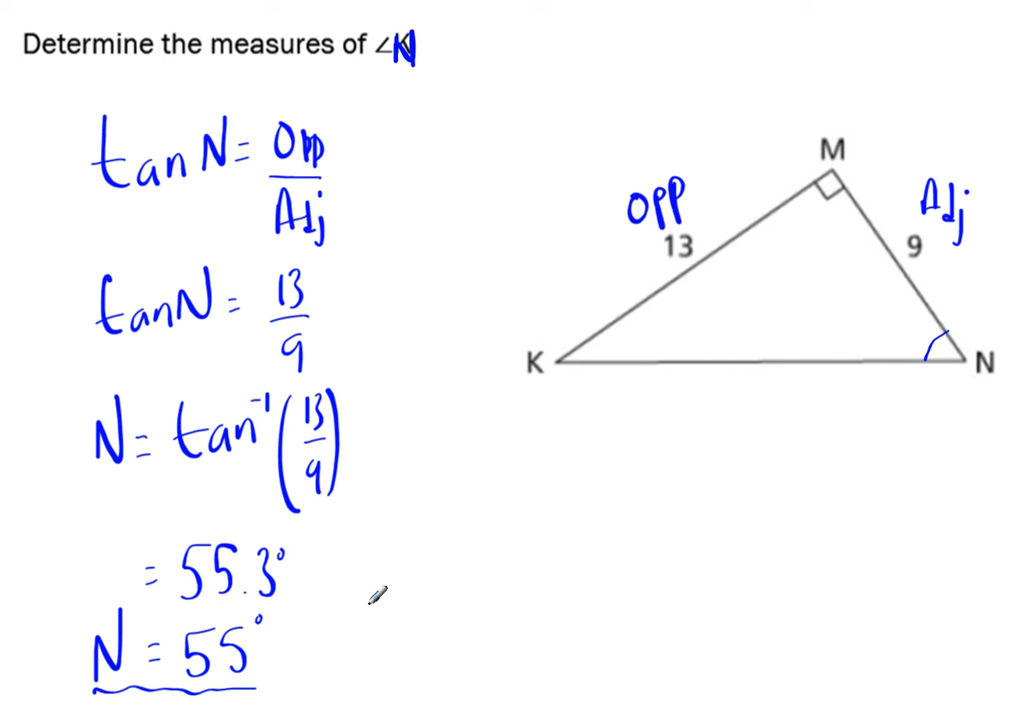 Determine the measures of ∠N
tan N = Opp
Adj
tan N = 13
9
N = tan⁻¹ (13
9)
= 55.3°
N = 55°
M
Opp
Adj
13
9
K
N